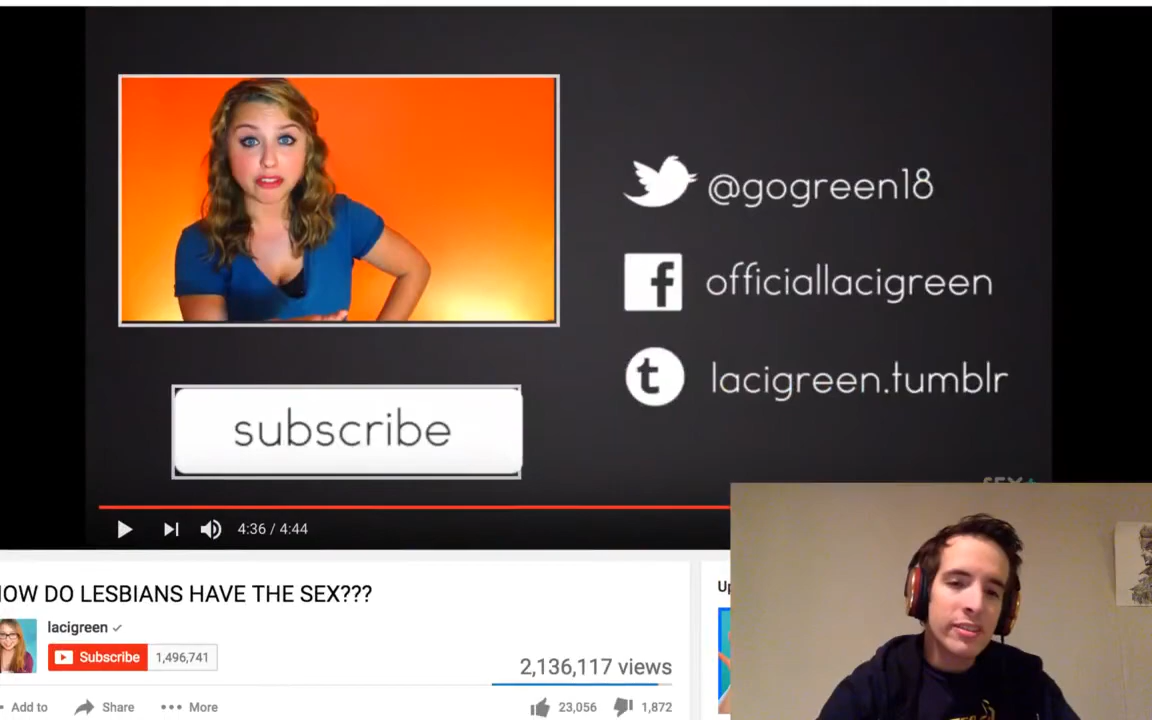 @gogreen18
officiallacigreen
lacigreen.tumblr
subscribe
4:36 / 4:44
OW DO LESBIANS HAVE THE SEX???
lacigreen
Subscribe 1,496,741
2,136,117 views
Add to Share More
23,056 1,872